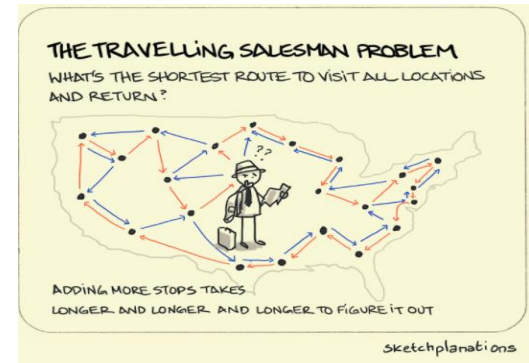 THE TRAVELLING SALESMAN PROBLEM
WHAT'S THE SHORTEST ROUTE TO VISIT ALL LOCATIONS
AND RETURN?
??
ADDING MORE STOPS TAKES
LONGER AND LONGER AND LONGER TO FIGURE IT OUT
sketchplanations